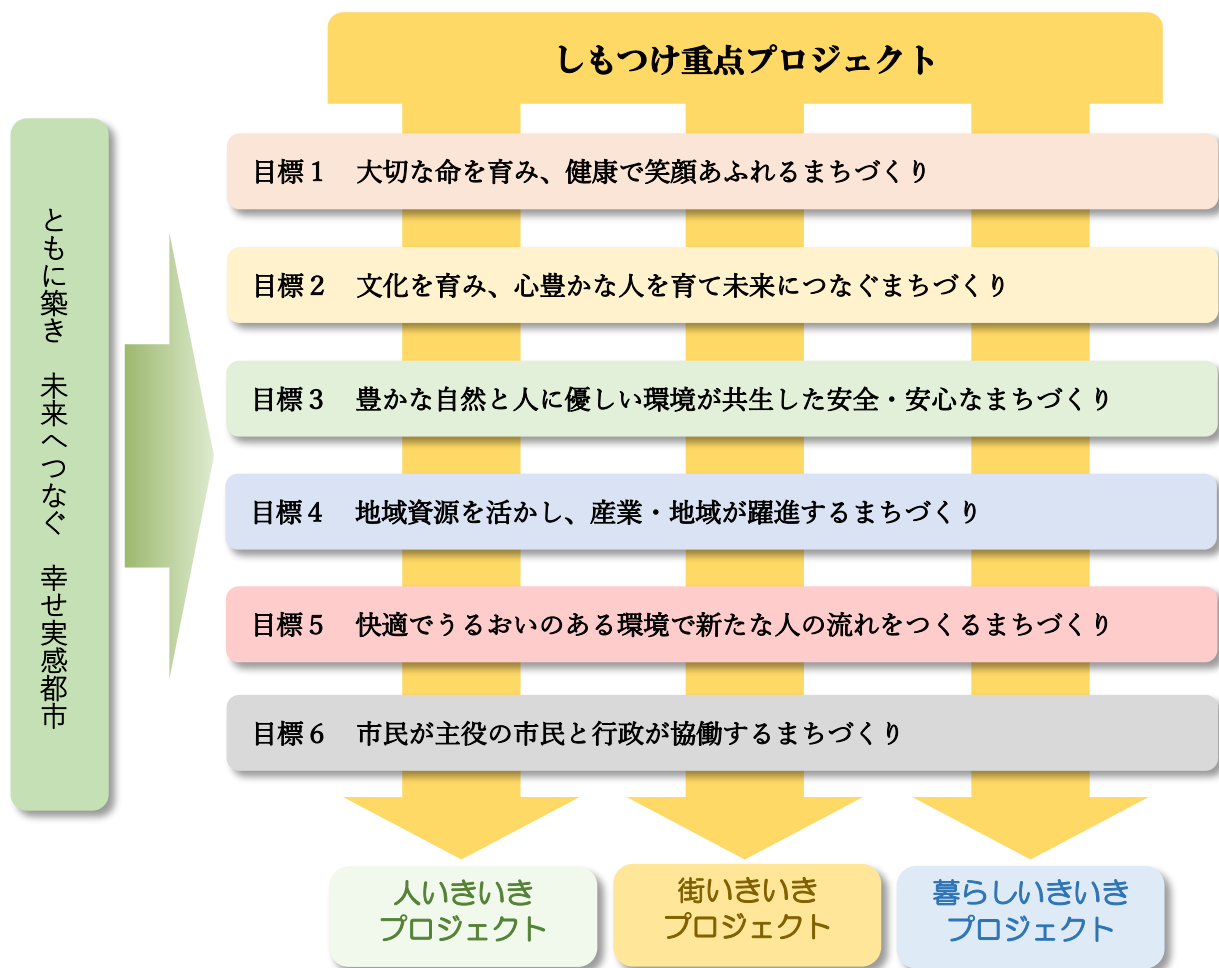 しもつけ重点プロジェクト
ともに築き　未来へつなぐ　幸せ実感都市
目標１　大切な命を育み、健康で笑顔あふれるまちづくり
目標２　文化を育み、心豊かな人を育て未来につなぐまちづくり
目標３　豊かな自然と人に優しい環境が共生した安全・安心なまちづくり
目標４　地域資源を活かし、産業・地域が躍進するまちづくり
目標５　快適でうるおいのある環境で新たな人の流れをつくるまちづくり
目標６　市民が主役の市民と行政が協働するまちづくり
人いきいき
プロジェクト
街いきいき
プロジェクト
暮らしいきいき
プロジェクト